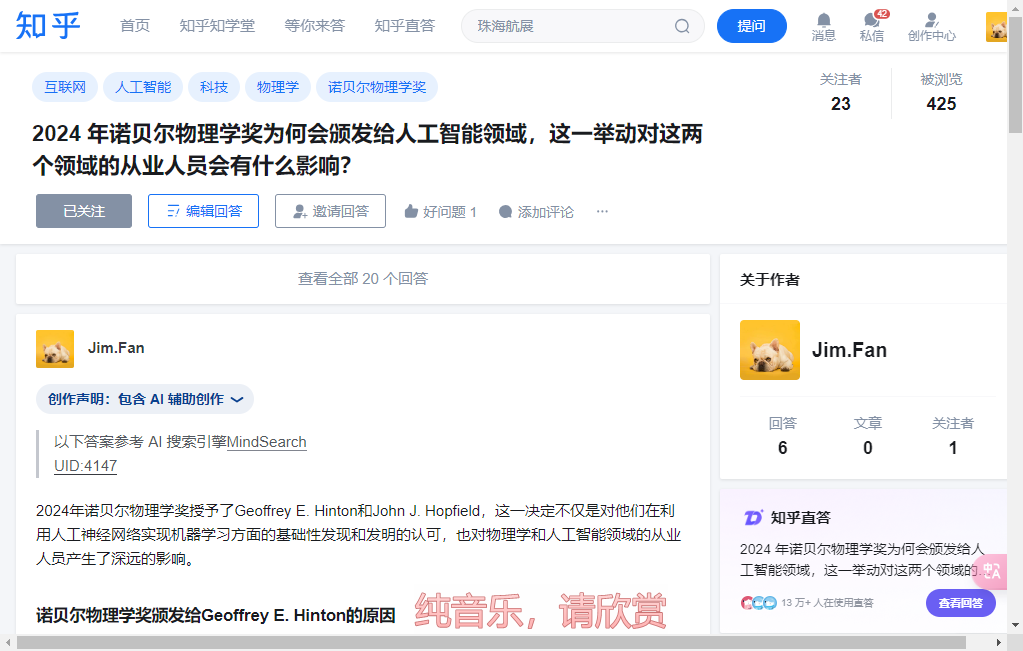 知乎
首页 知乎知学堂 等你来答 知乎直答 珠海航展 提问 消息 42 私信 创作中心
互联网 人工智能 科技 物理学 诺贝尔物理学奖
关注者 被浏览
23 425
2024 年诺贝尔物理学奖为何会颁发给人工智能领域，这一举动对这两
个领域的从业人员会有什么影响？
已关注 编辑回答 邀请回答 好问题 1 添加评论 ···
查看全部 20 个回答
Jim.Fan
创作声明：包含 AI 辅助创作
以下答案参考 AI 搜索引擎MindSearch
UID:4147
2024年诺贝尔物理学奖授予了Geoffrey E. Hinton和John J. Hopfield，这一决定不仅是对他们在利
用人工神经网络实现机器学习方面的基础性发现和发明的认可，也对物理学和人工智能领域的从业
人员产生了深远的影响。
诺贝尔物理学奖颁发给Geoffrey E. Hinton的原因
纯音乐，请欣赏
关于作者
Jim.Fan
回答 文章 关注者
6 0 1
知乎直答
2024 年诺贝尔物理学奖为何会颁发给人
工智能领域，这一举动对这两个领域的...
13 万+ 人在使用直答 查看回答